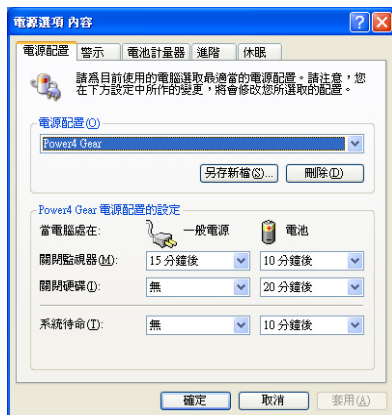 電源選項 內容
電源配置 警示 電池計量器 進階 休眠
請為目前使用的電腦選取最適當的電源配置。請注意，您
在下方設定中所作的變更，將會修改您所選取的配置。
電源配置(O)
Power4 Gear
另存新檔(S)... 刪除(D)
Power4 Gear 電源配置的設定
當電腦處在: 一般電源 電池
關閉監視器(M): 15 分鐘後 10 分鐘後
關閉硬碟(I): 無 20 分鐘後
系統待命(T): 無 10 分鐘後
確定 取消 套用(A)